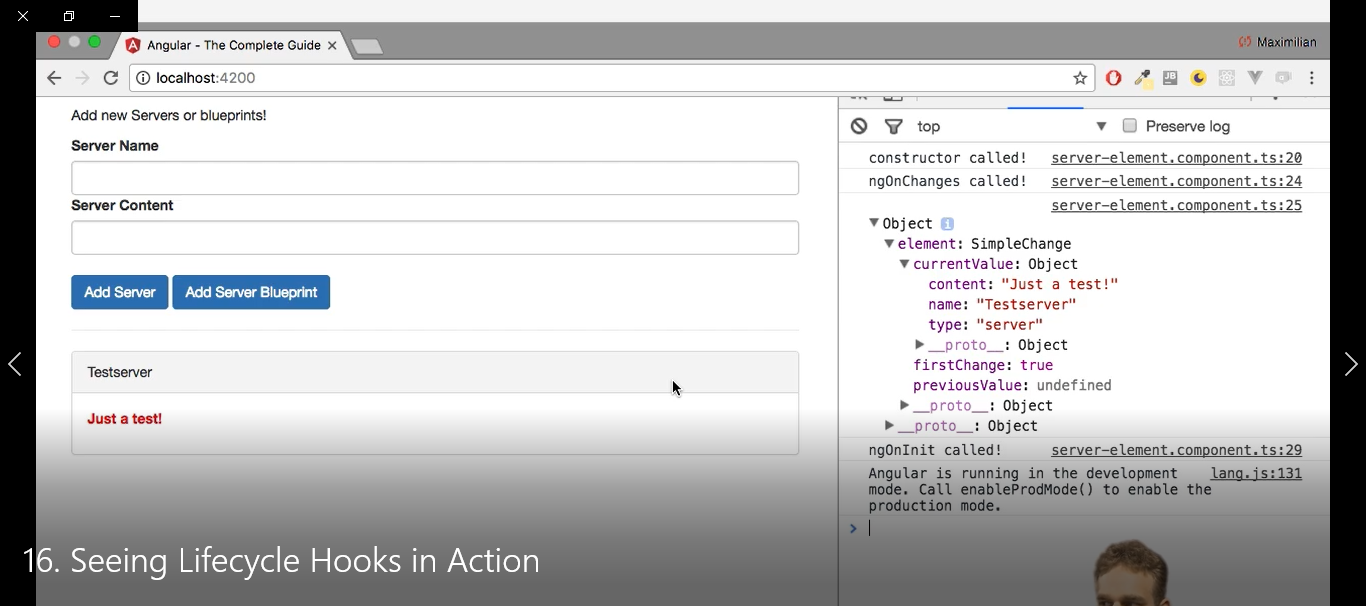 Angular - The Complete Guide
Maximilian
localhost:4200
Add new Servers or blueprints!
Server Name
Server Content
Add Server Add Server Blueprint
Testserver
Just a test!
top Preserve log
constructor called! server-element.component.ts:20
ngOnChanges called! server-element.component.ts:24
server-element.component.ts:25
Object
element: SimpleChange
currentValue: Object
content: "Just a test!"
name: "Testserver"
type: "server"
__proto__: Object
firstChange: true
previousValue: undefined
__proto__: Object
__proto__: Object
ngOnInit called! server-element.component.ts:29
Angular is running in the development lang.js:131
mode. Call enableProdMode() to enable the
production mode.
16. Seeing Lifecycle Hooks in Action